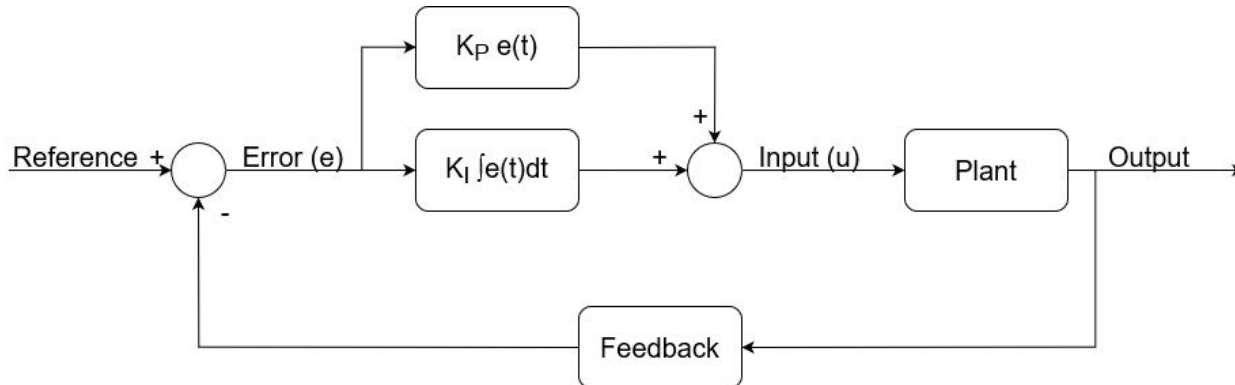 K_P e(t)
+
Reference + Error (e) K_I ∫e(t)dt + Input (u) Plant Output
-
Feedback